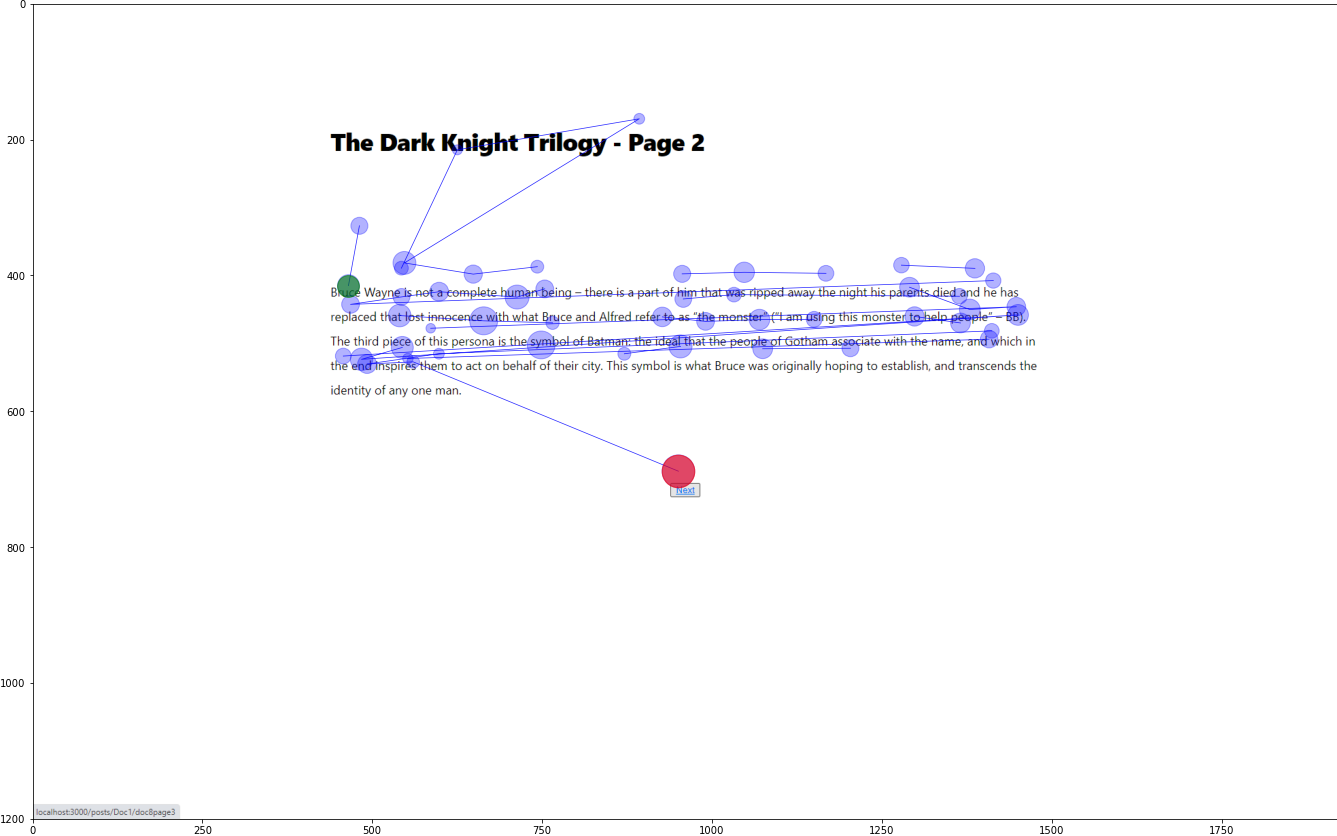 The Dark Knight Trilogy - Page 2
Bruce Wayne is not a complete human being – there is a part of him that was ripped away the night his parents died and he has
replaced that lost innocence with what Bruce and Alfred refer to as “the monster” (“I am using this monster to help people” – BB).
The third piece of this persona is the symbol of Batman: the ideal that the people of Gotham associate with the name, and which in
the end inspires them to act on behalf of their city. This symbol is what Bruce was originally hoping to establish, and transcends the
identity of any one man.
Next
localhost:3000/posts/Doc1/doc8page3
0
200
400
600
800
1000
1200
0 250 500 750 1000 1250 1500 1750